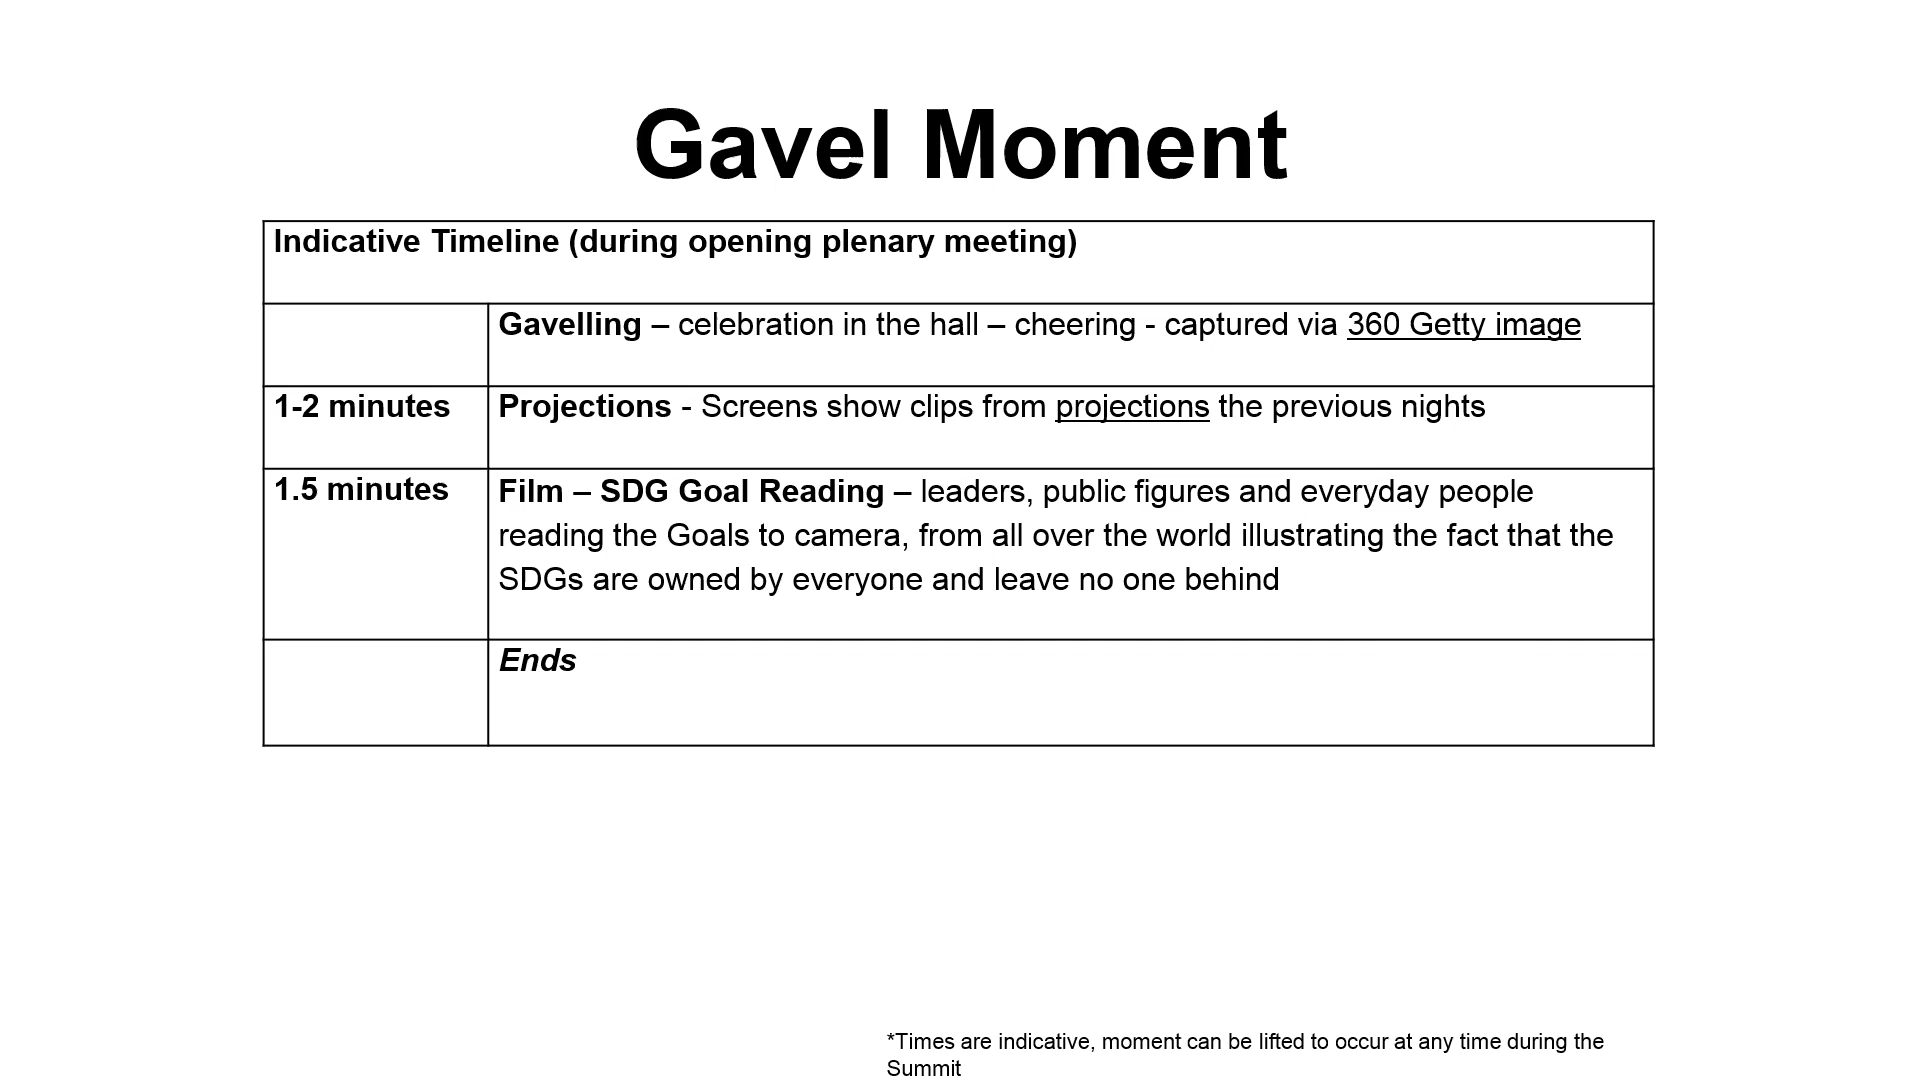 Gavel Moment
Indicative Timeline (during opening plenary meeting)
Gavelling – celebration in the hall – cheering - captured via 360 Getty image
1-2 minutes
Projections - Screens show clips from projections the previous nights
1.5 minutes
Film – SDG Goal Reading – leaders, public figures and everyday people
reading the Goals to camera, from all over the world illustrating the fact that the
SDGs are owned by everyone and leave no one behind
Ends
*Times are indicative, moment can be lifted to occur at any time during the
Summit